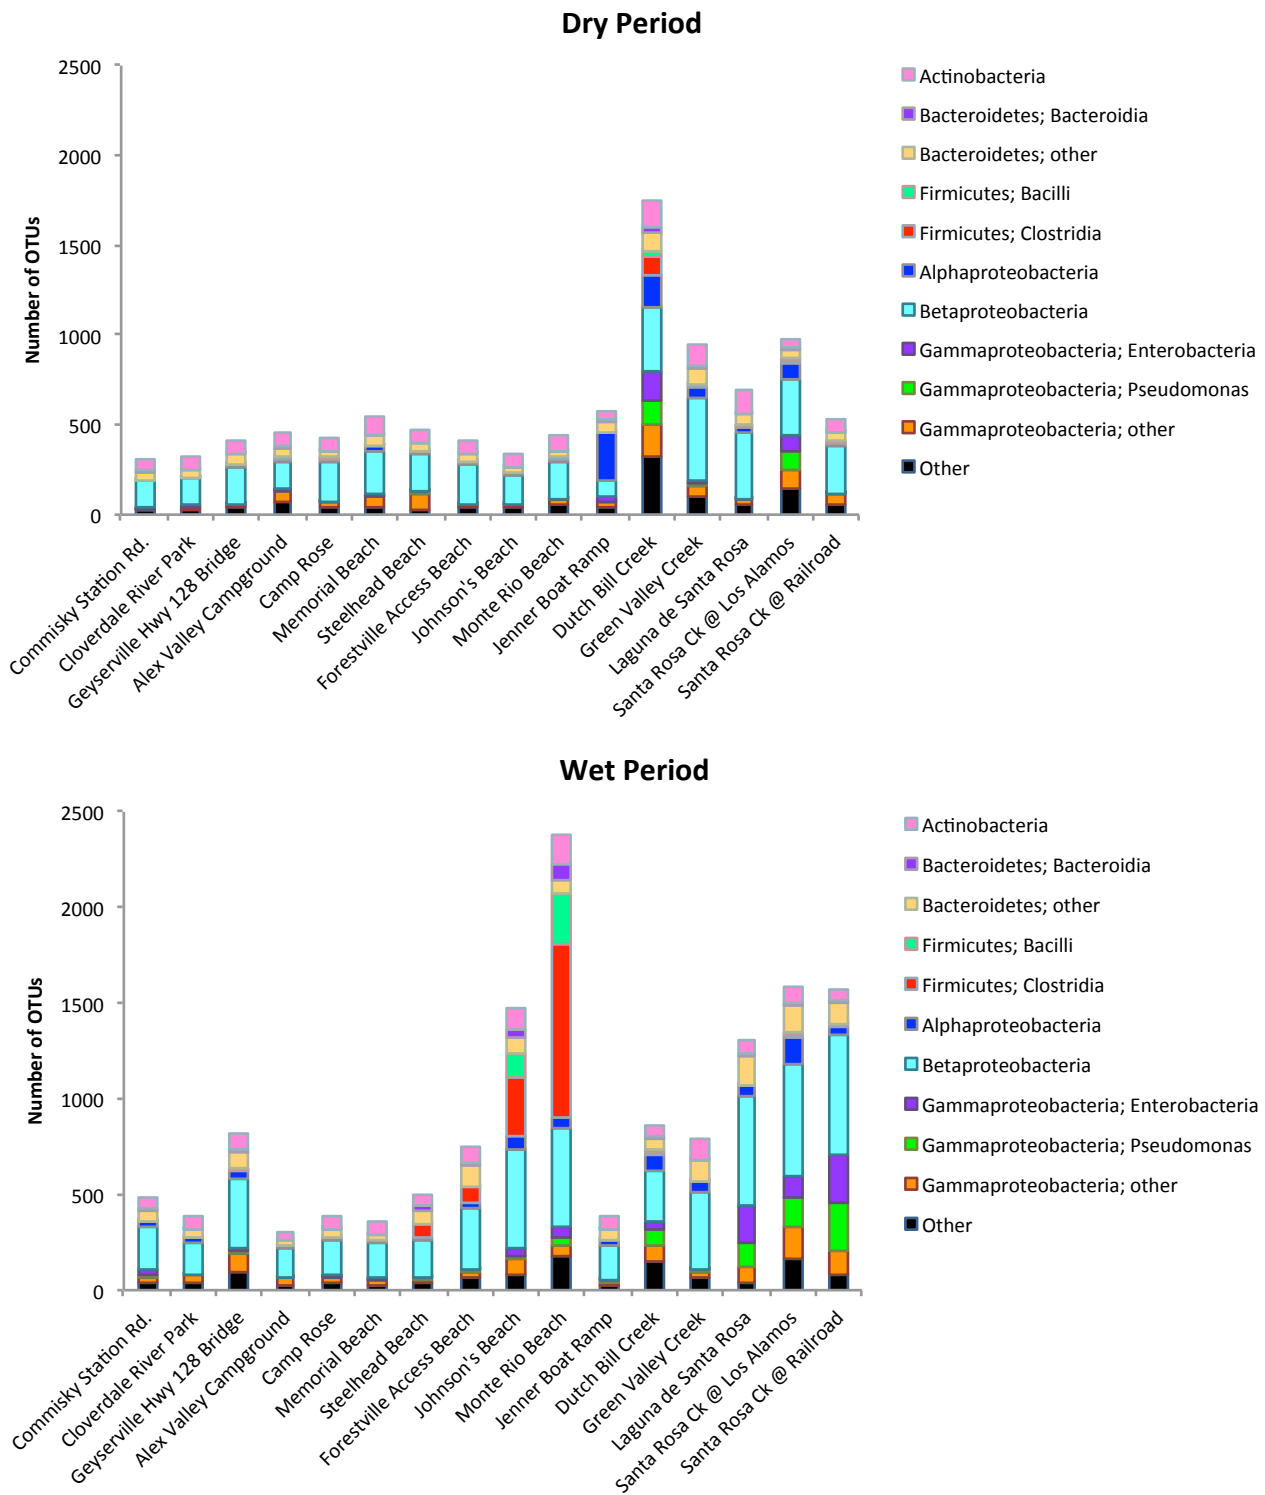 Dry Period
2500
2000
1500
1000
500
0
Number of OTUs
Actinobacteria
Bacteroidetes; Bacteroidia
Bacteroidetes; other
Firmicutes; Bacilli
Firmicutes; Clostridia
Alphaproteobacteria
Betaproteobacteria
Gammaproteobacteria; Enterobacteria
Gammaproteobacteria; Pseudomonas
Gammaproteobacteria; other
Other
Commisky Station Rd.
Cloverdale River Park
Geyserville Hwy 128 Bridge
Alex Valley Campground
Camp Rose
Memorial Beach
Steelhead Beach
Forestville Access Beach
Johnson's Beach
Monte Rio Beach
Jenner Boat Ramp
Dutch Bill Creek
Green Valley Creek
Laguna de Santa Rosa
Santa Rosa Ck @ Los Alamos
Santa Rosa Ck @ Railroad
Wet Period
2500
2000
1500
1000
500
0
Number of OTUs
Actinobacteria
Bacteroidetes; Bacteroidia
Bacteroidetes; other
Firmicutes; Bacilli
Firmicutes; Clostridia
Alphaproteobacteria
Betaproteobacteria
Gammaproteobacteria; Enterobacteria
Gammaproteobacteria; Pseudomonas
Gammaproteobacteria; other
Other
Commisky Station Rd.
Cloverdale River Park
Geyserville Hwy 128 Bridge
Alex Valley Campground
Camp Rose
Memorial Beach
Steelhead Beach
Forestville Access Beach
Johnson's Beach
Monte Rio Beach
Jenner Boat Ramp
Dutch Bill Creek
Green Valley Creek
Laguna de Santa Rosa
Santa Rosa Ck @ Los Alamos
Santa Rosa Ck @ Railroad